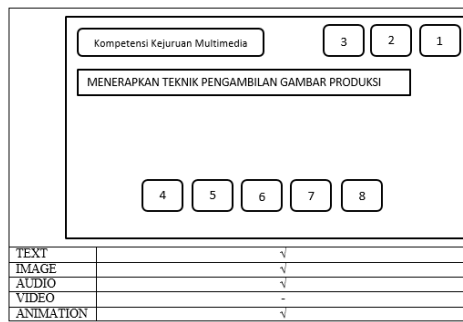 Kompetensi Kejuruan Multimedia 3 2 1
MENERAPKAN TEKNIK PENGAMBILAN GAMBAR PRODUKSI
4 5 6 7 8
TEXT √
IMAGE √
AUDIO √
VIDEO -
ANIMATION √